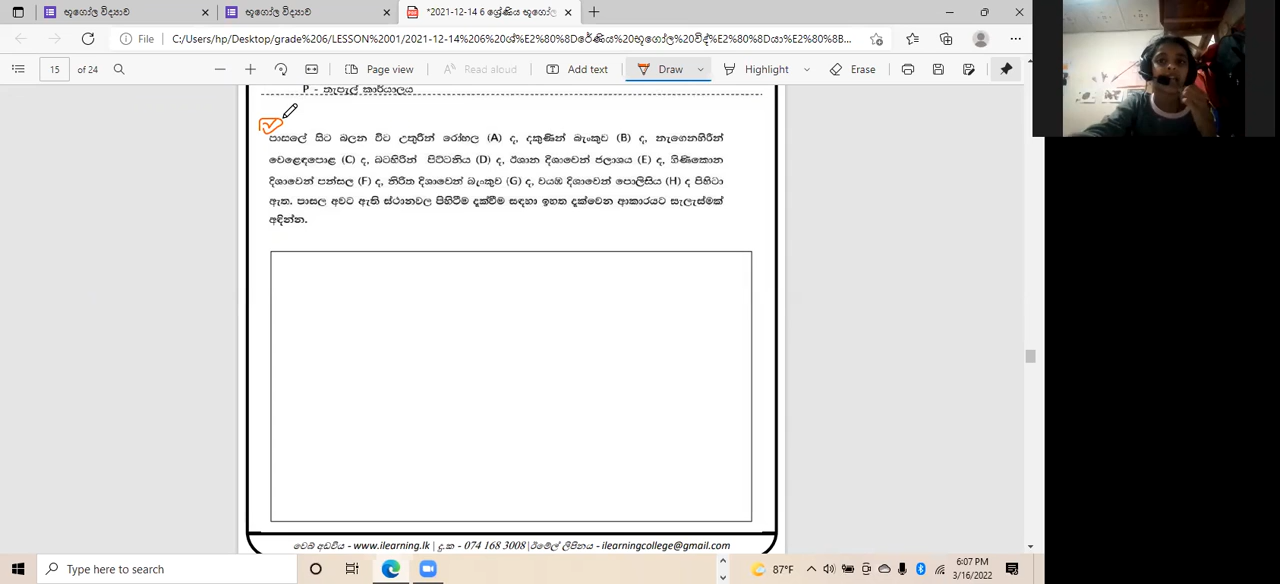 භූගෝල විද්‍යාව
භූගෝල විද්‍යාව
*2021-12-14 6 ශ්‍රේණිය භූගෝල
File
C:/Users/hp/Desktop/grade%206/LESSON%2001/2021-12-14%206%20ශ්%E2%80%8Dරේණිය%20භූගෝල%20විද්%E2%80%8Dයා%E2%80%8B...
15 of 24
Page view
Read aloud
Add text
Draw
Highlight
Erase
P - තැපැල් කාර්යාලය
පාසලේ සිට බලන විට උතුරින් රෝහල (A) ද, දකුණින් බැංකුව (B) ද, නැගෙනහිරින්
වෙළෙඳපොළ (C) ද, බටහිරින් පිට්ටනිය (D) ද, ඊශාන දිශාවෙන් ජලාශය (E) ද, ගිණිකොන
දිශාවෙන් පන්සල (F) ද, නිරිත දිශාවෙන් බැංකුව (G) ද, වයඹ දිශාවෙන් පොලිසිය (H) ද පිහිටා
ඇත. පාසල අවට ඇති ස්ථානවල පිහිටීම දැක්වීම සඳහා ඉහත දැක්වෙන ආකාරයට සැලැස්මක්
අඳින්න.
වෙබ් අඩවිය - www.ilearning.lk | දු.ක - 074 168 3008 | ඊමේල් ලිපිනය - ilearningcollege@gmail.com
Type here to search
87°F
6:07 PM
3/16/2022